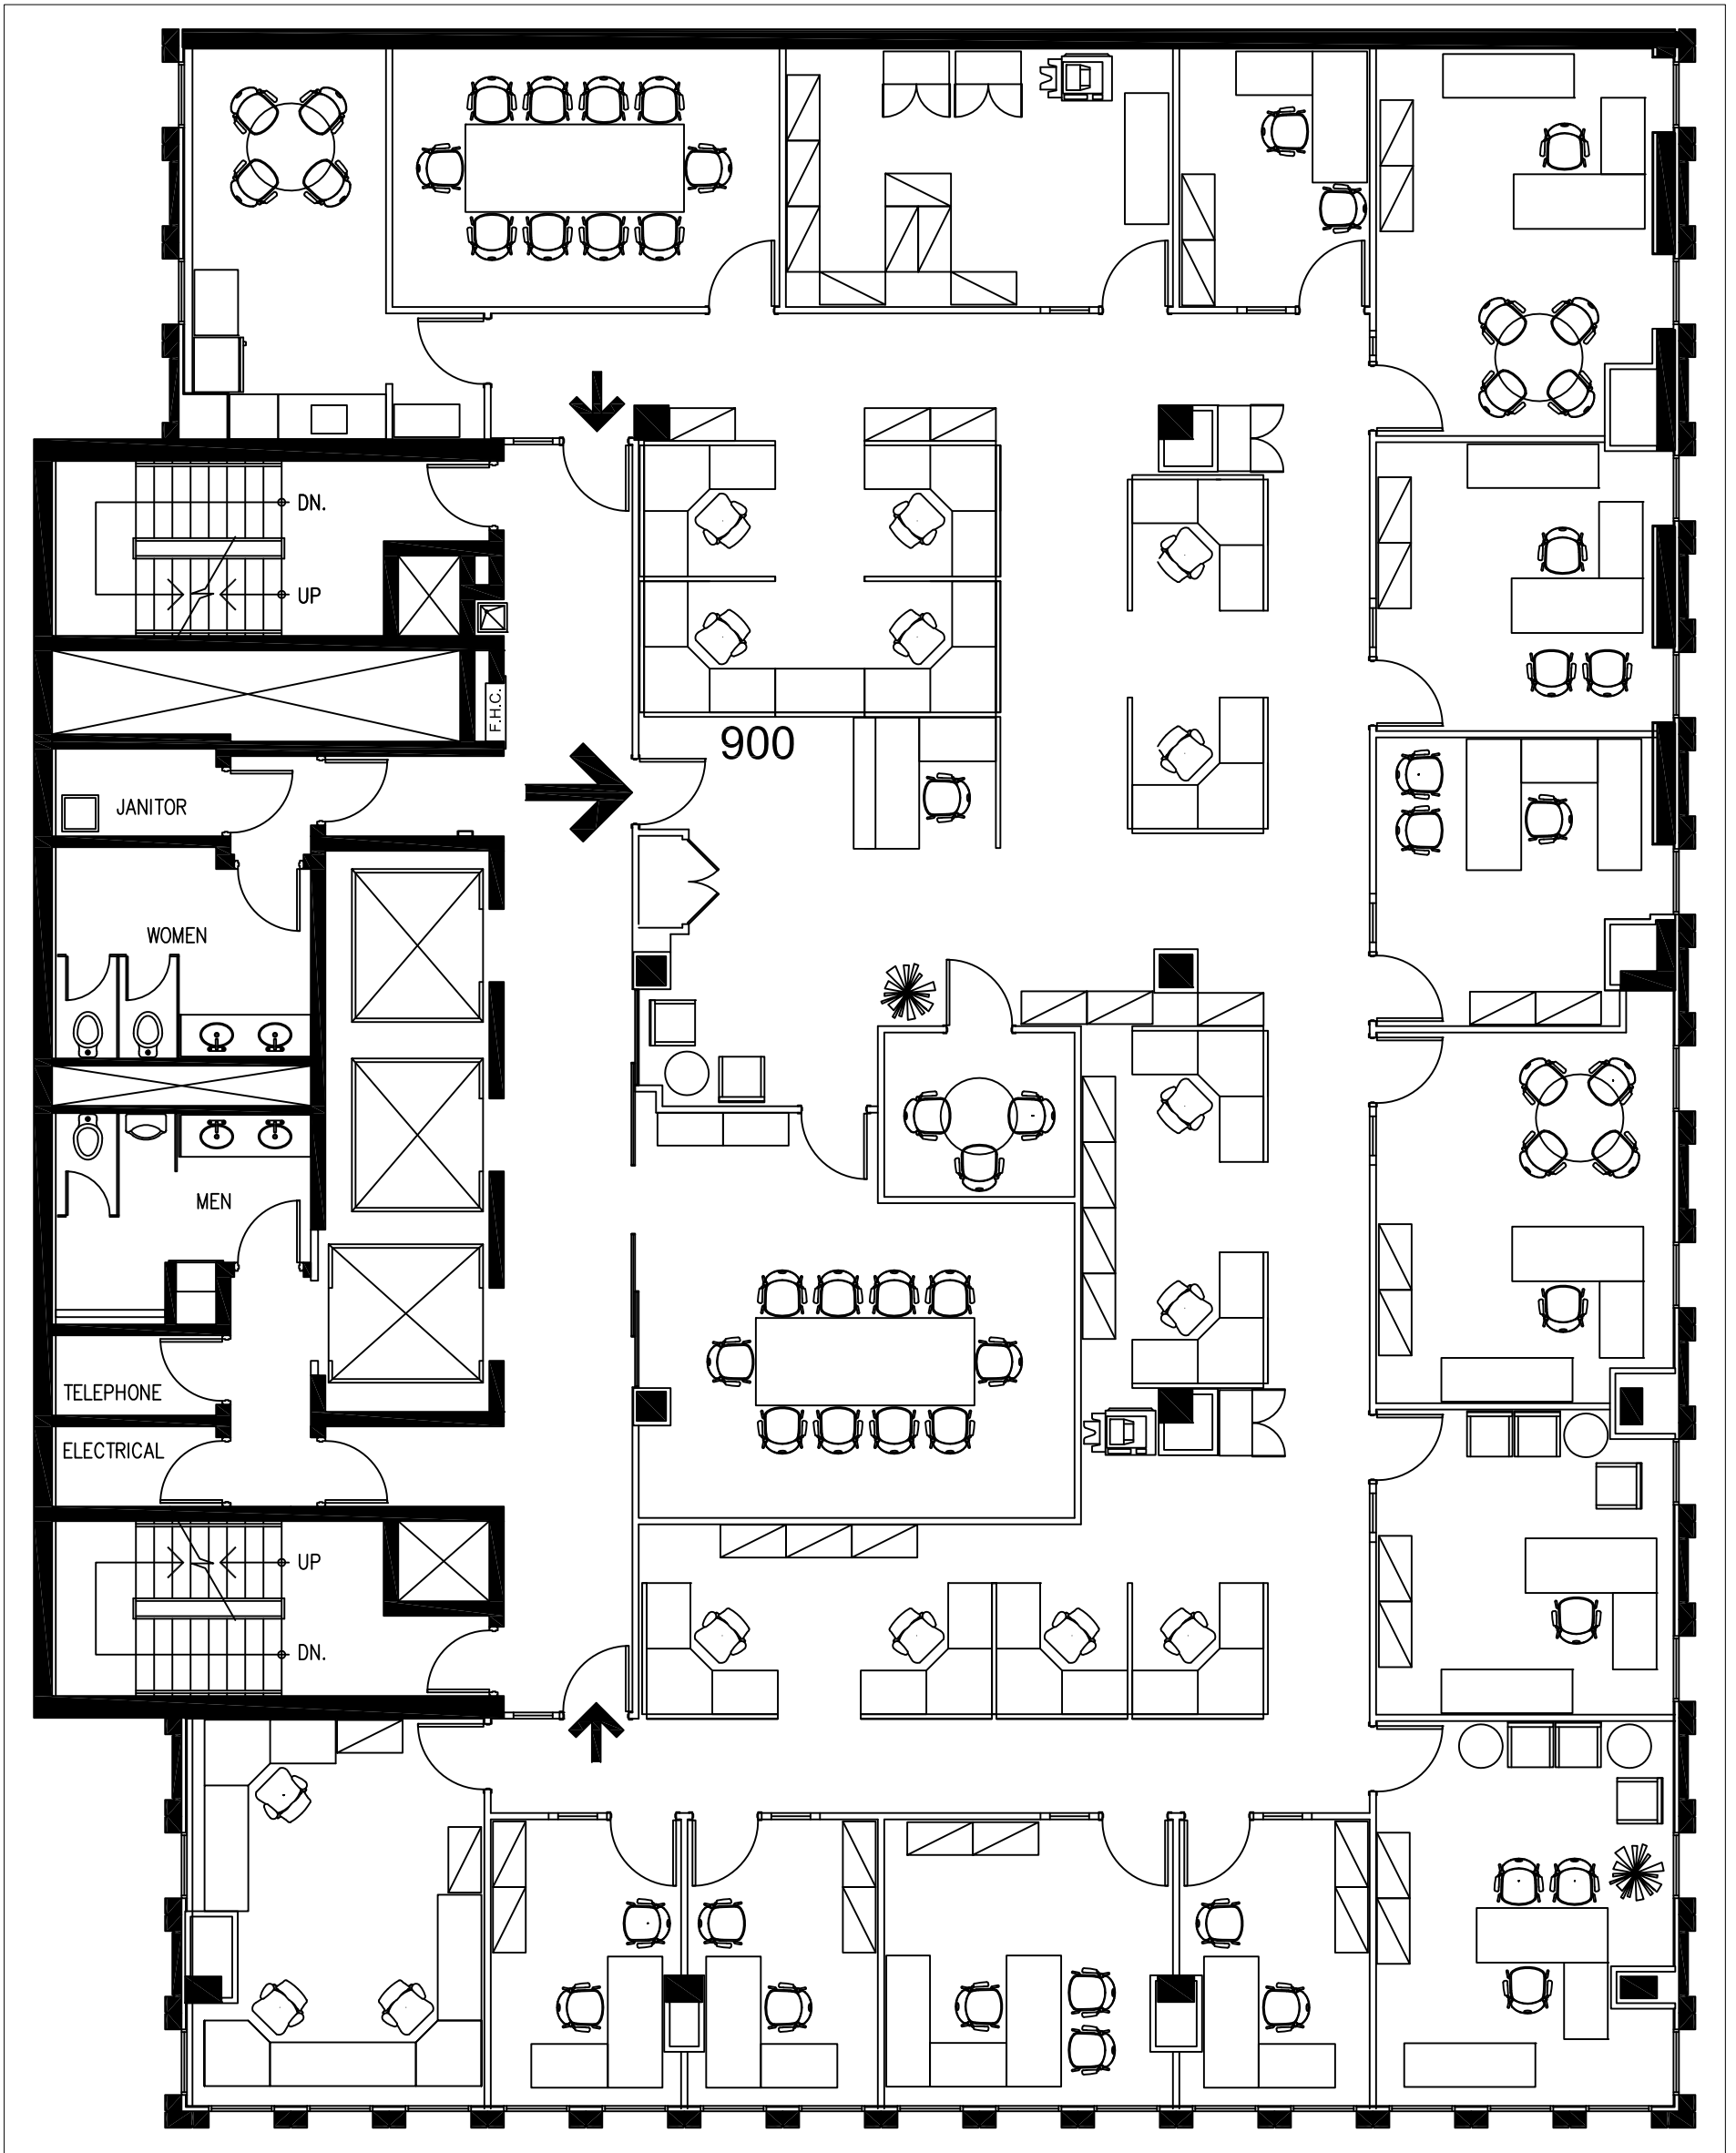 DN.
UP
F.H.C.
900
JANITOR
WOMEN
MEN
TELEPHONE
ELECTRICAL
UP
DN.